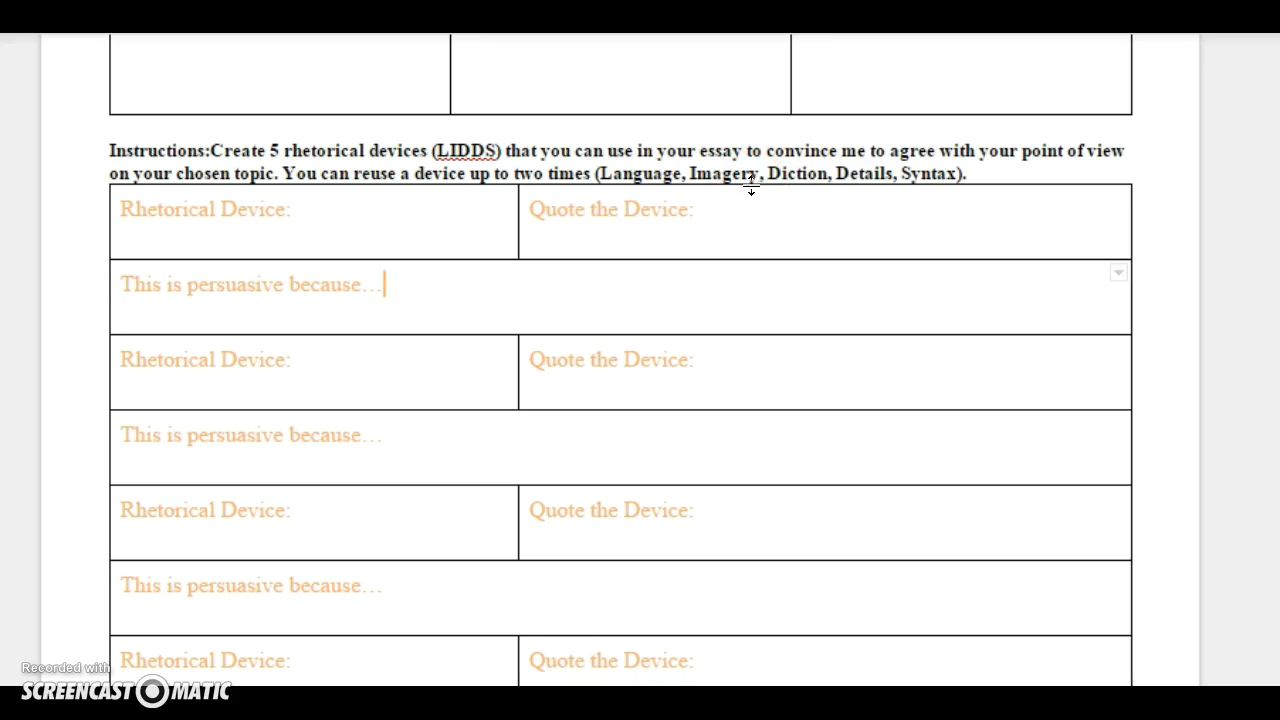 Instructions:Create 5 rhetorical devices (LIDDS) that you can use in your essay to convince me to agree with your point of view
on your chosen topic. You can reuse a device up to two times (Language, Imagery, Diction, Details, Syntax).
Rhetorical Device: Quote the Device:
This is persuasive because…
Rhetorical Device: Quote the Device:
This is persuasive because…
Rhetorical Device: Quote the Device:
This is persuasive because…
Rhetorical Device: Quote the Device:
Recorded with
SCREENCAST MATIC